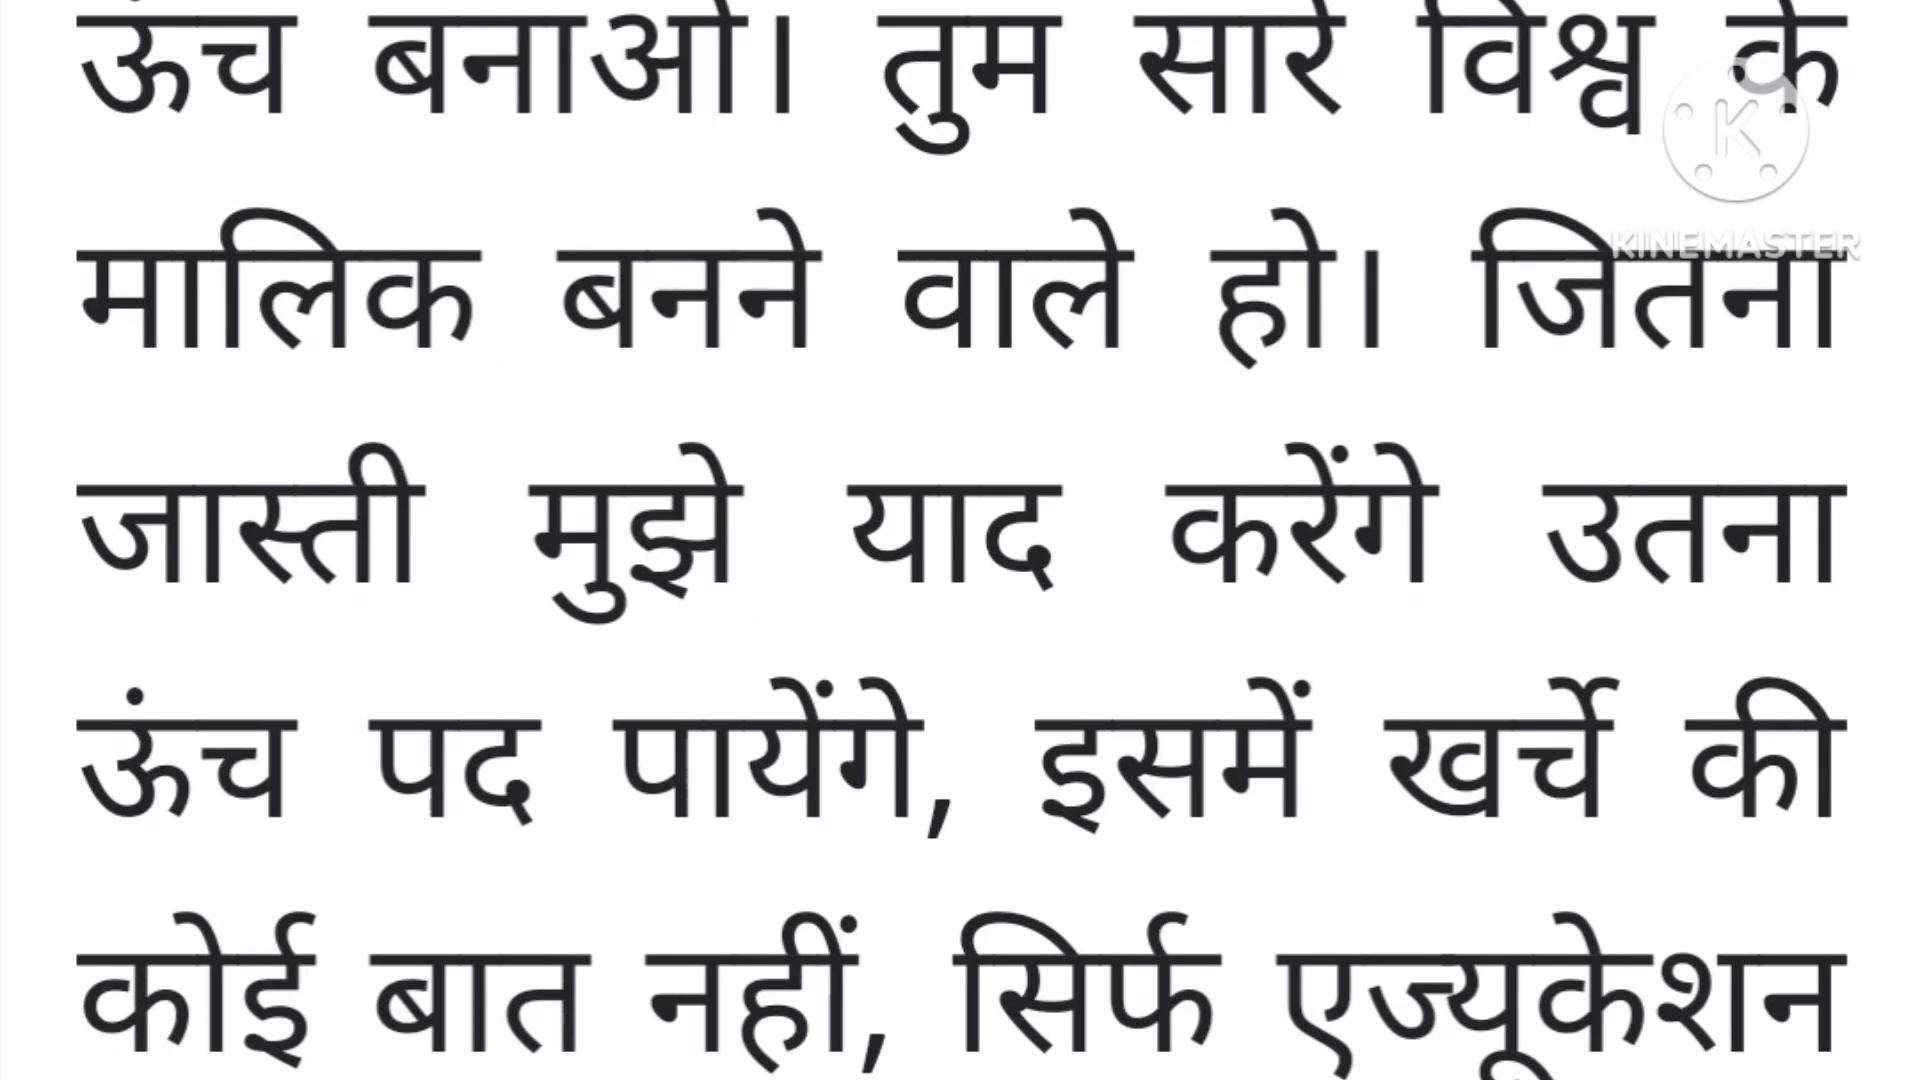 ऊंच बनाओ। तुम सारे विश्व के
KINEMASTER
मालिक बनने वाले हो। जितना
जास्ती मुझे याद करेंगे उतना
ऊंच पद पायेंगे, इसमें खर्चे की
कोई बात नहीं, सिर्फ एज्यूकेशन